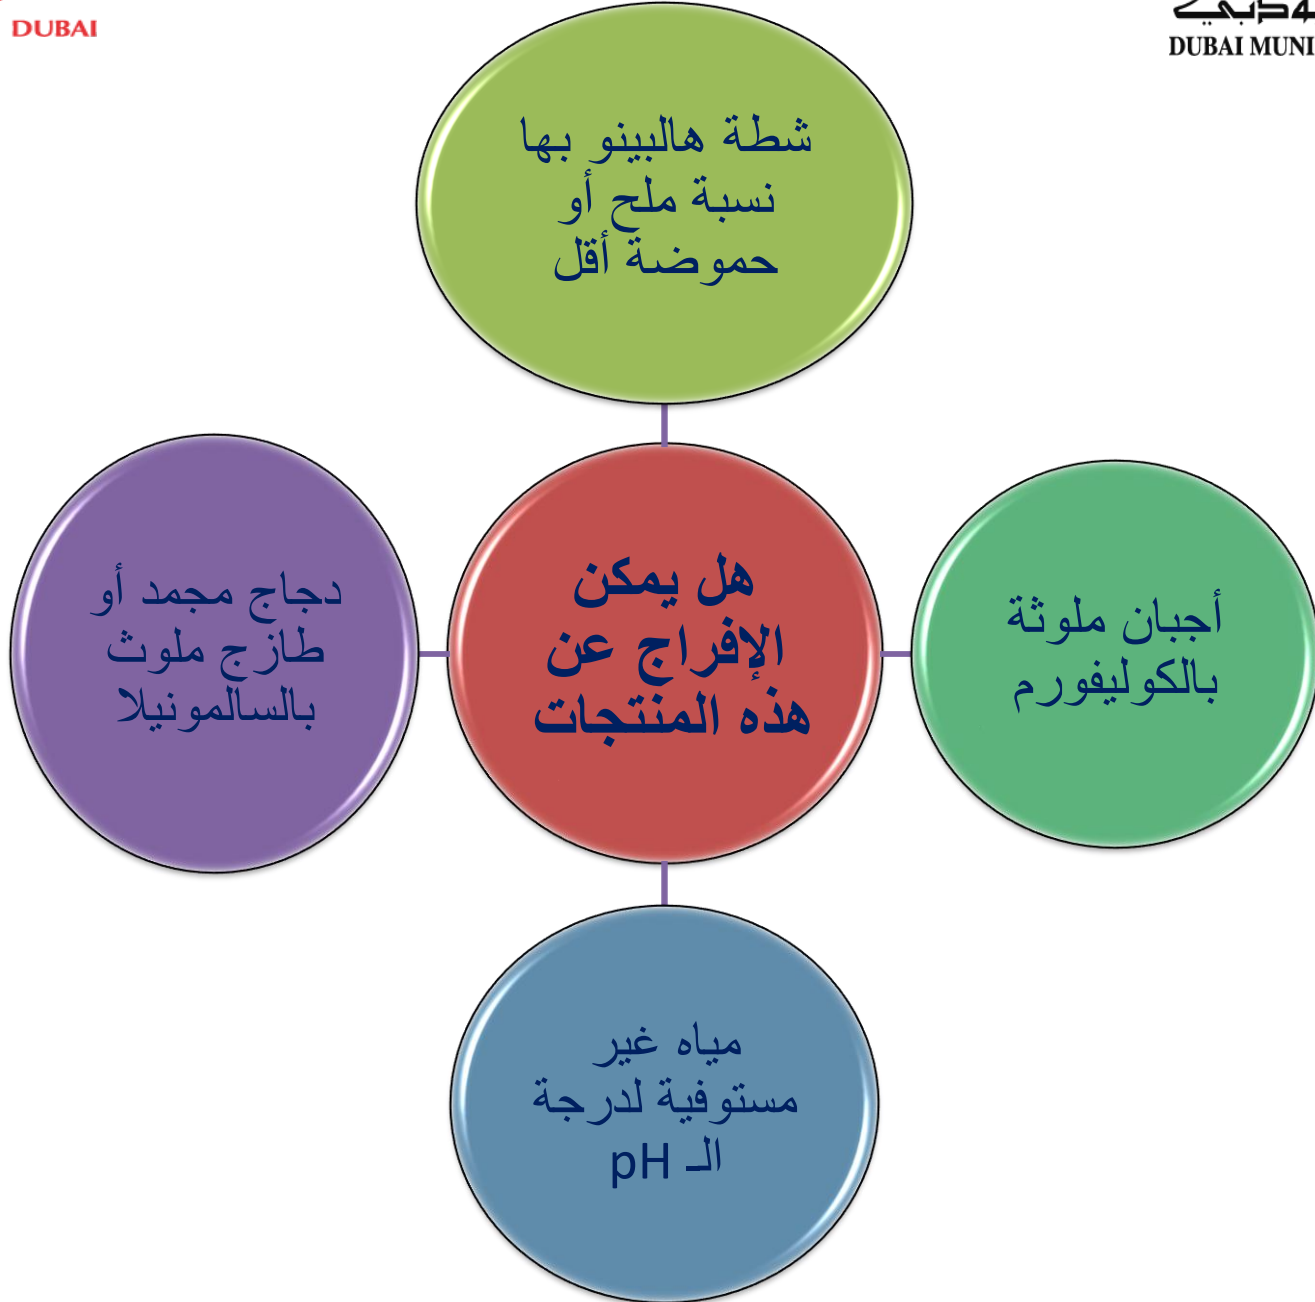 DUBAI
DUBAI MUNI
شطة هالبينو بها
نسبة ملح أو
حموضة أقل
هل يمكن
الإفراج عن
هذه المنتجات
أجبان ملوثة
بالكوليفورم
دجاج مجمد أو
طازج ملوث
بالسالمونيلا
مياه غير
مستوفية لدرجة
الـ pH